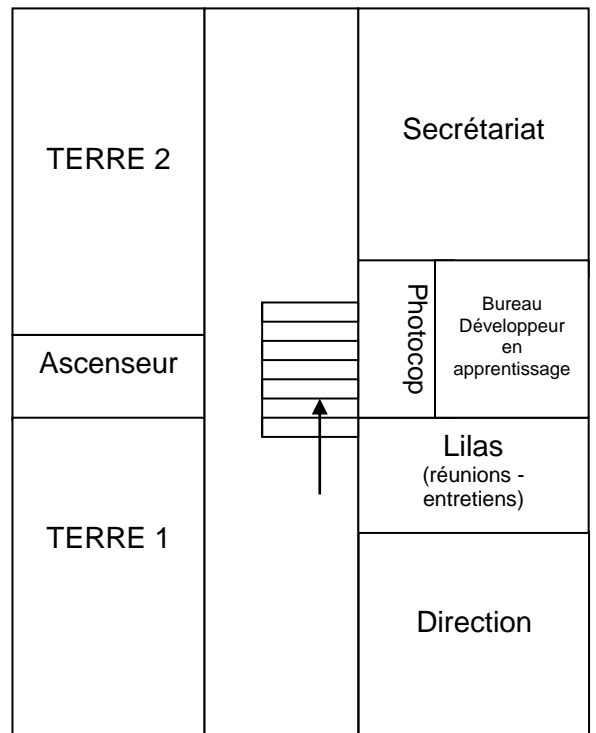 TERRE 2
Ascenseur
TERRE 1
Secrétariat
Photocop
Bureau
Développeur
en
apprentissage
Lilas
(réunions -
entretiens)
Direction